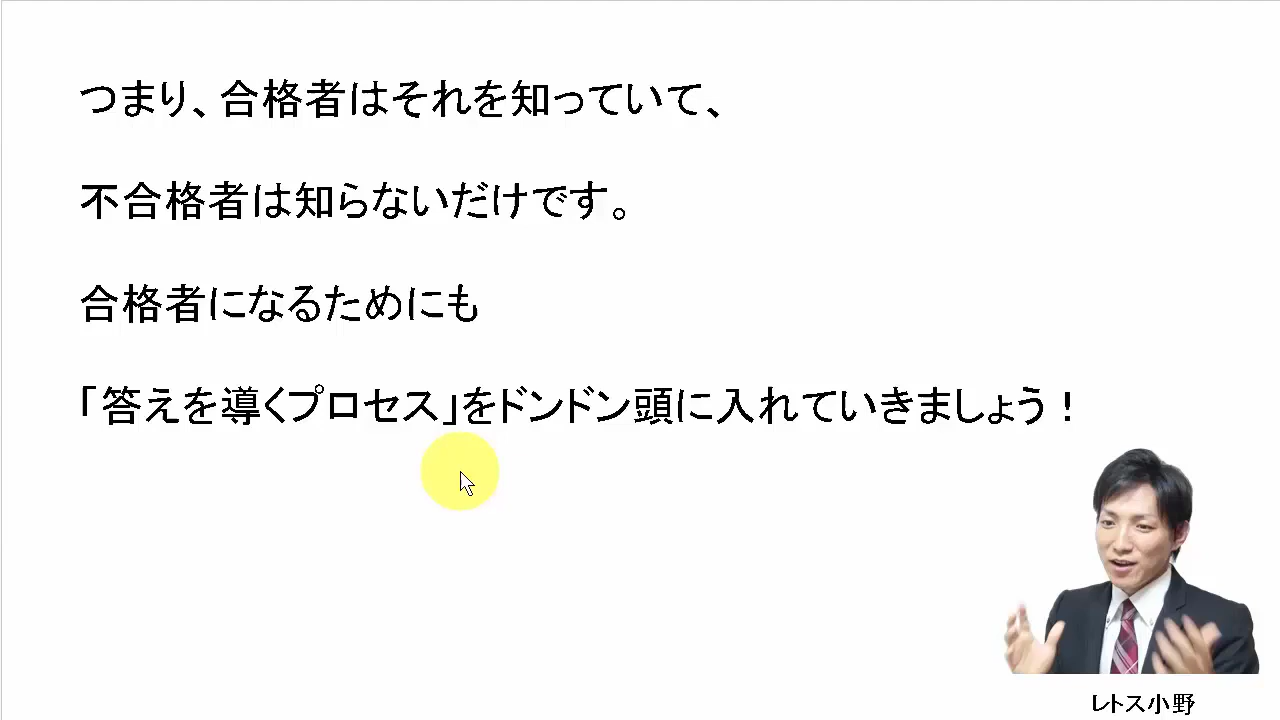 つまり、合格者はそれを知っていて、
不合格者は知らないだけです。
合格者になるためにも
「答えを導くプロセス」をドンドン頭に入れていきましょう！
レトス小野